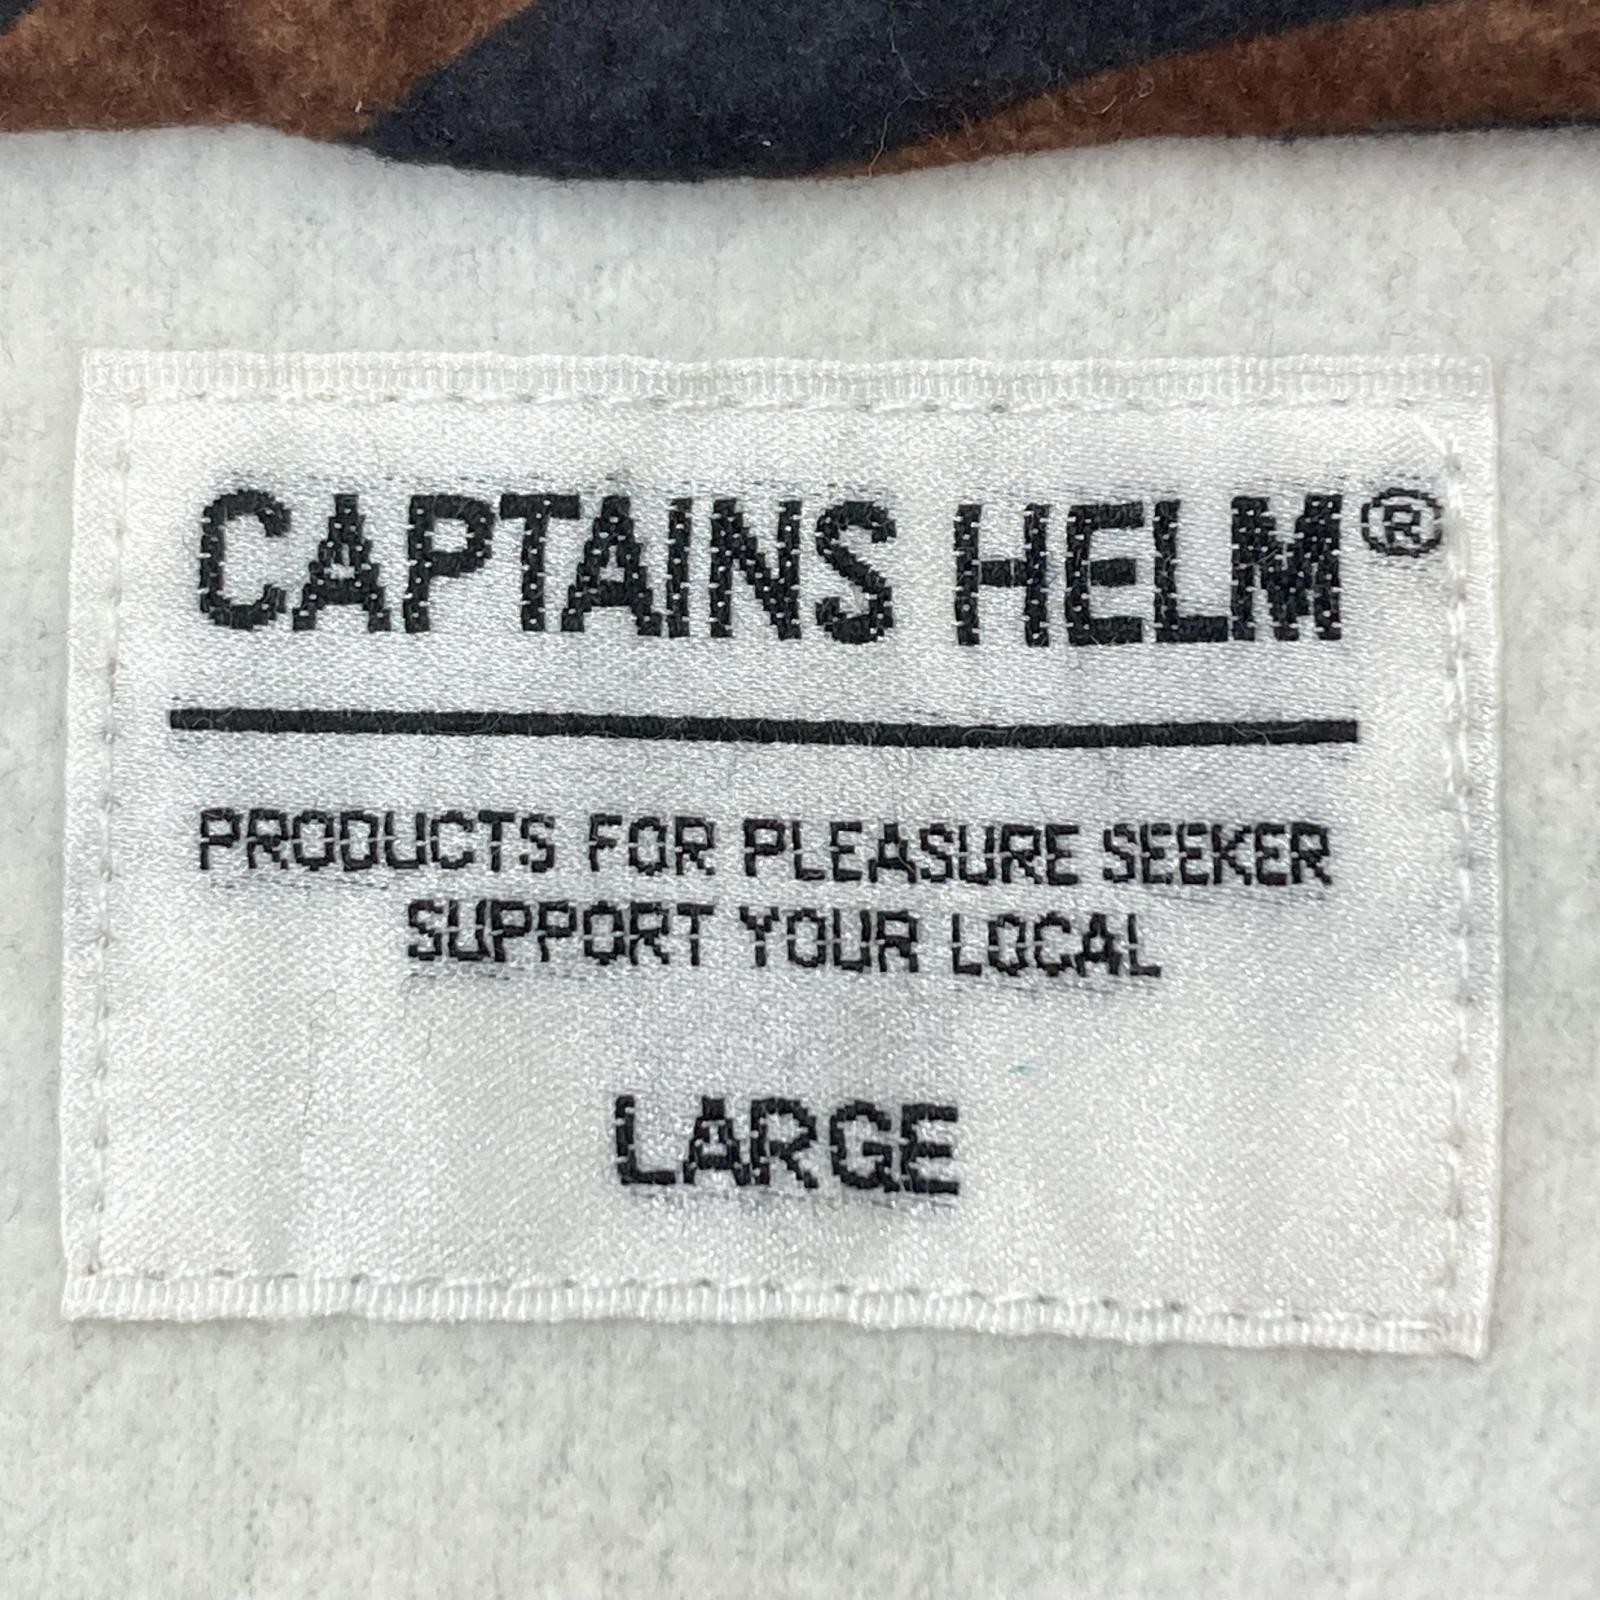 CAPTAINS HELM®
PRODUCTS FOR PLEASURE SEEKER
SUPPORT YOUR LOCAL
LARGE